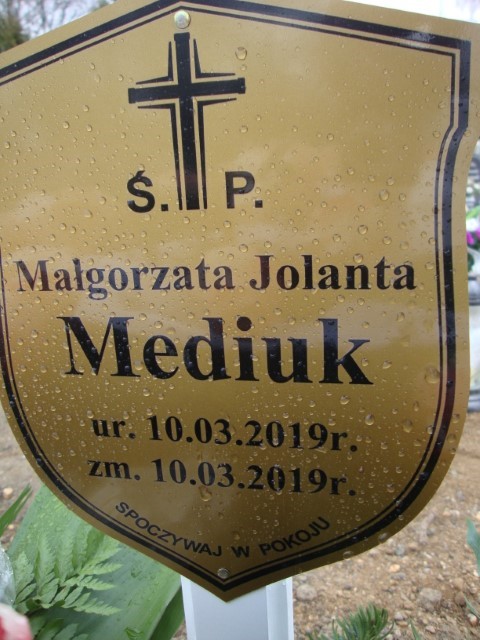 Ś. P.
Małgorzata Jolanta
Mediuk
ur. 10.03.2019r.
zm. 10.03.2019r.
SPOCZYWAJ W POKOJU